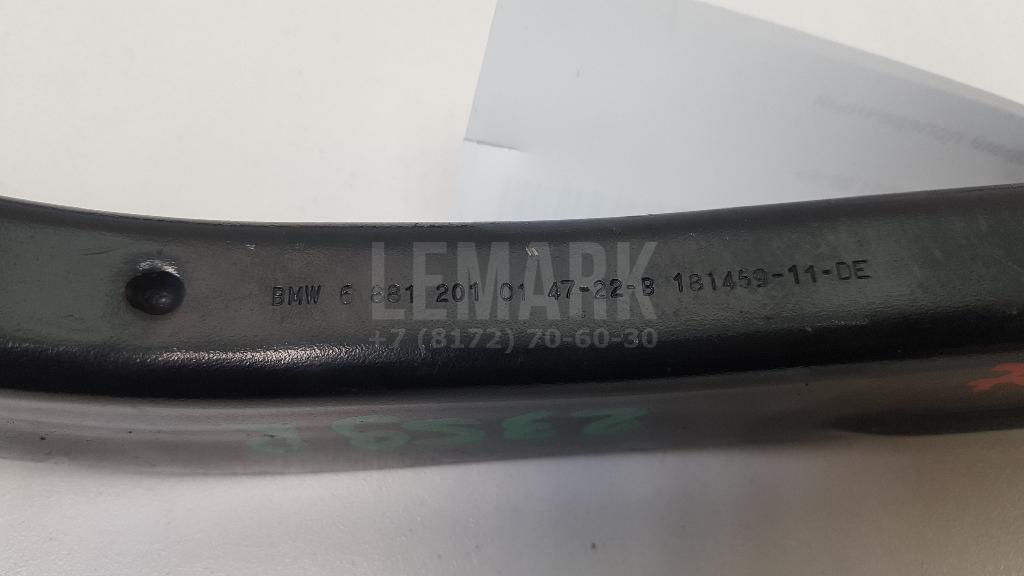 LEMARK
BMW 6 881 201 01 47-22-B 181459-11-DE
+7 (8172) 70-60-30